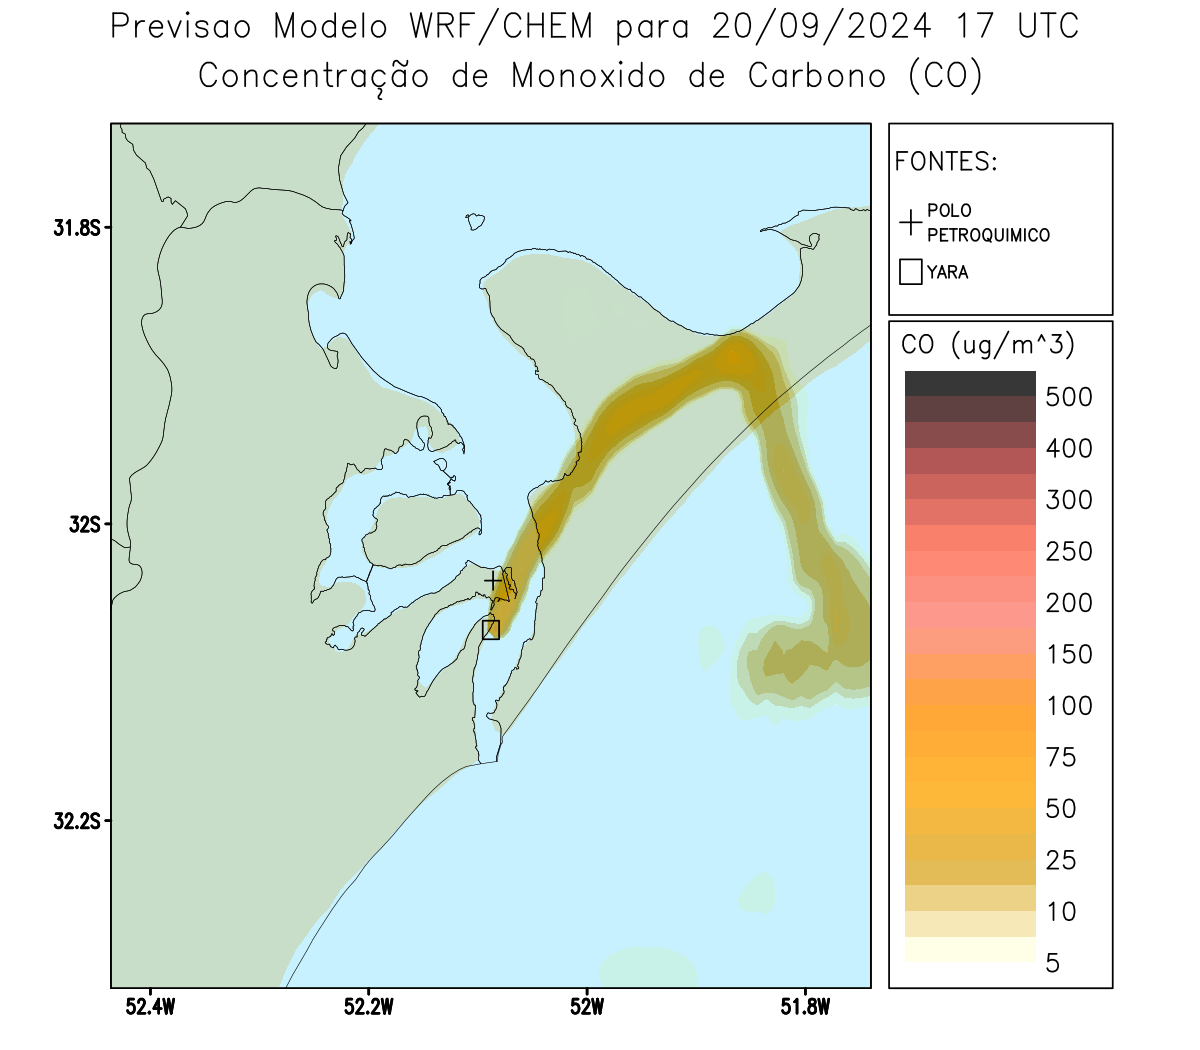 Previsao Modelo WRF/CHEM para 20/09/2024 17 UTC
Concentração de Monoxido de Carbono (CO)
FONTES:
POLO
PETROQUIMICO
YARA
CO (ug/m^3)
500
400
300
250
200
150
100
75
50
25
10
5
31.8S
32S
32.2S
52.4W
52.2W
52W
51.8W